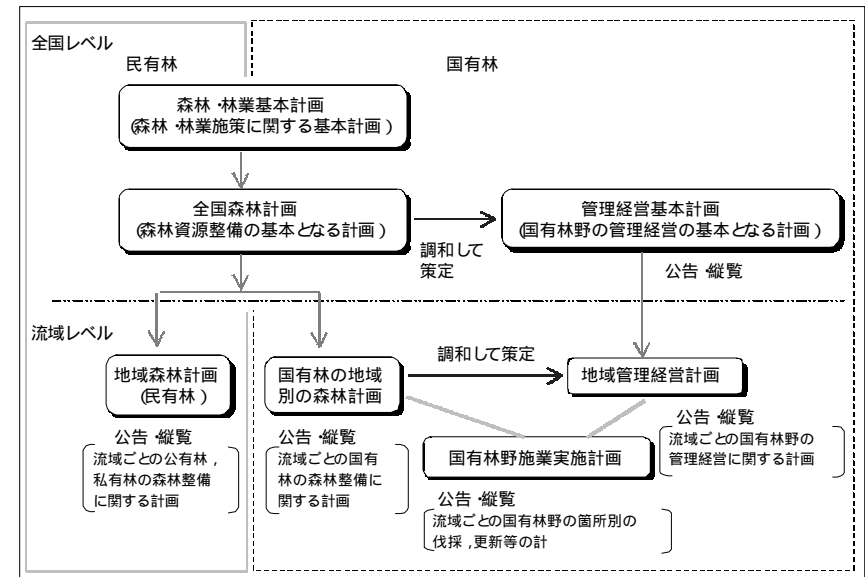 全国レベル
民有林
国有林
森林・林業基本計画
(森林・林業施策に関する基本計画)
全国森林計画
(森林資源整備の基本となる計画)
管理経営基本計画
(国有林野の管理経営の基本となる計画)
調和して
策定
公告・縦覧
流域レベル
調和して策定
地域森林計画
(民有林)
国有林の地域
別の森林計画
地域管理経営計画
公告・縦覧
流域ごとの公有林,
私有林の森林整備
に関する計画
公告・縦覧
流域ごとの国有
林の森林整備に
関する計画
公告・縦覧
流域ごとの国有林野の
管理経営に関する計画
国有林野施業実施計画
公告・縦覧
流域ごとの国有林野の箇所別の
伐採,更新等の計